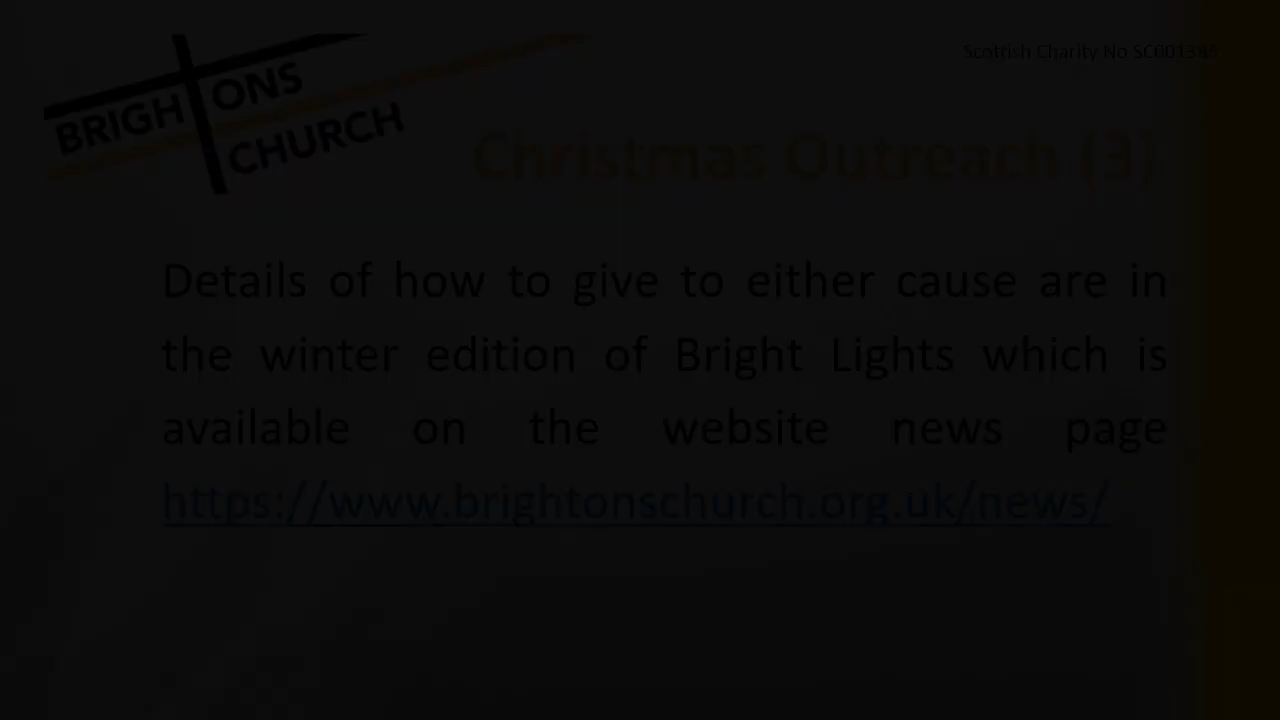 Scottish Charity No SC001385
BRIGHTONS
CHURCH
Christmas Outreach (3)
Details of how to give to either cause are in
the winter edition of Bright Lights which is
available on the website news page
https://www.brightonschurch.org.uk/news/